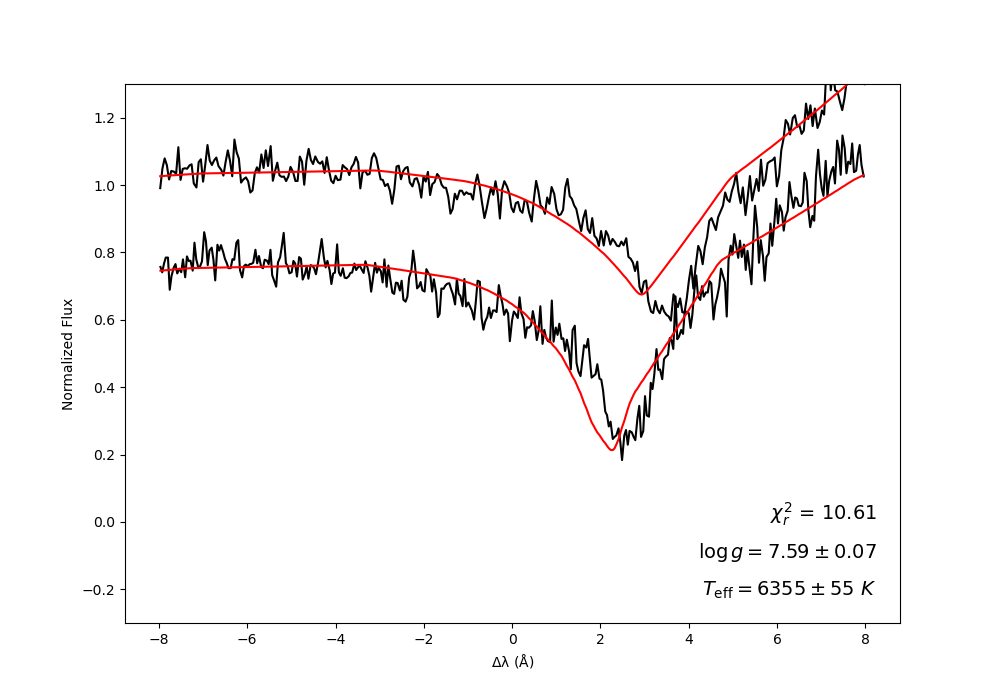 1.2
1.0
0.8
0.6
0.4
0.2
0.0
−0.2
Normalized Flux
χ²ᵣ = 10.61
log g = 7.59 ± 0.07
T_eff = 6355 ± 55 K
−8 −6 −4 −2 0 2 4 6 8
Δλ (Å)